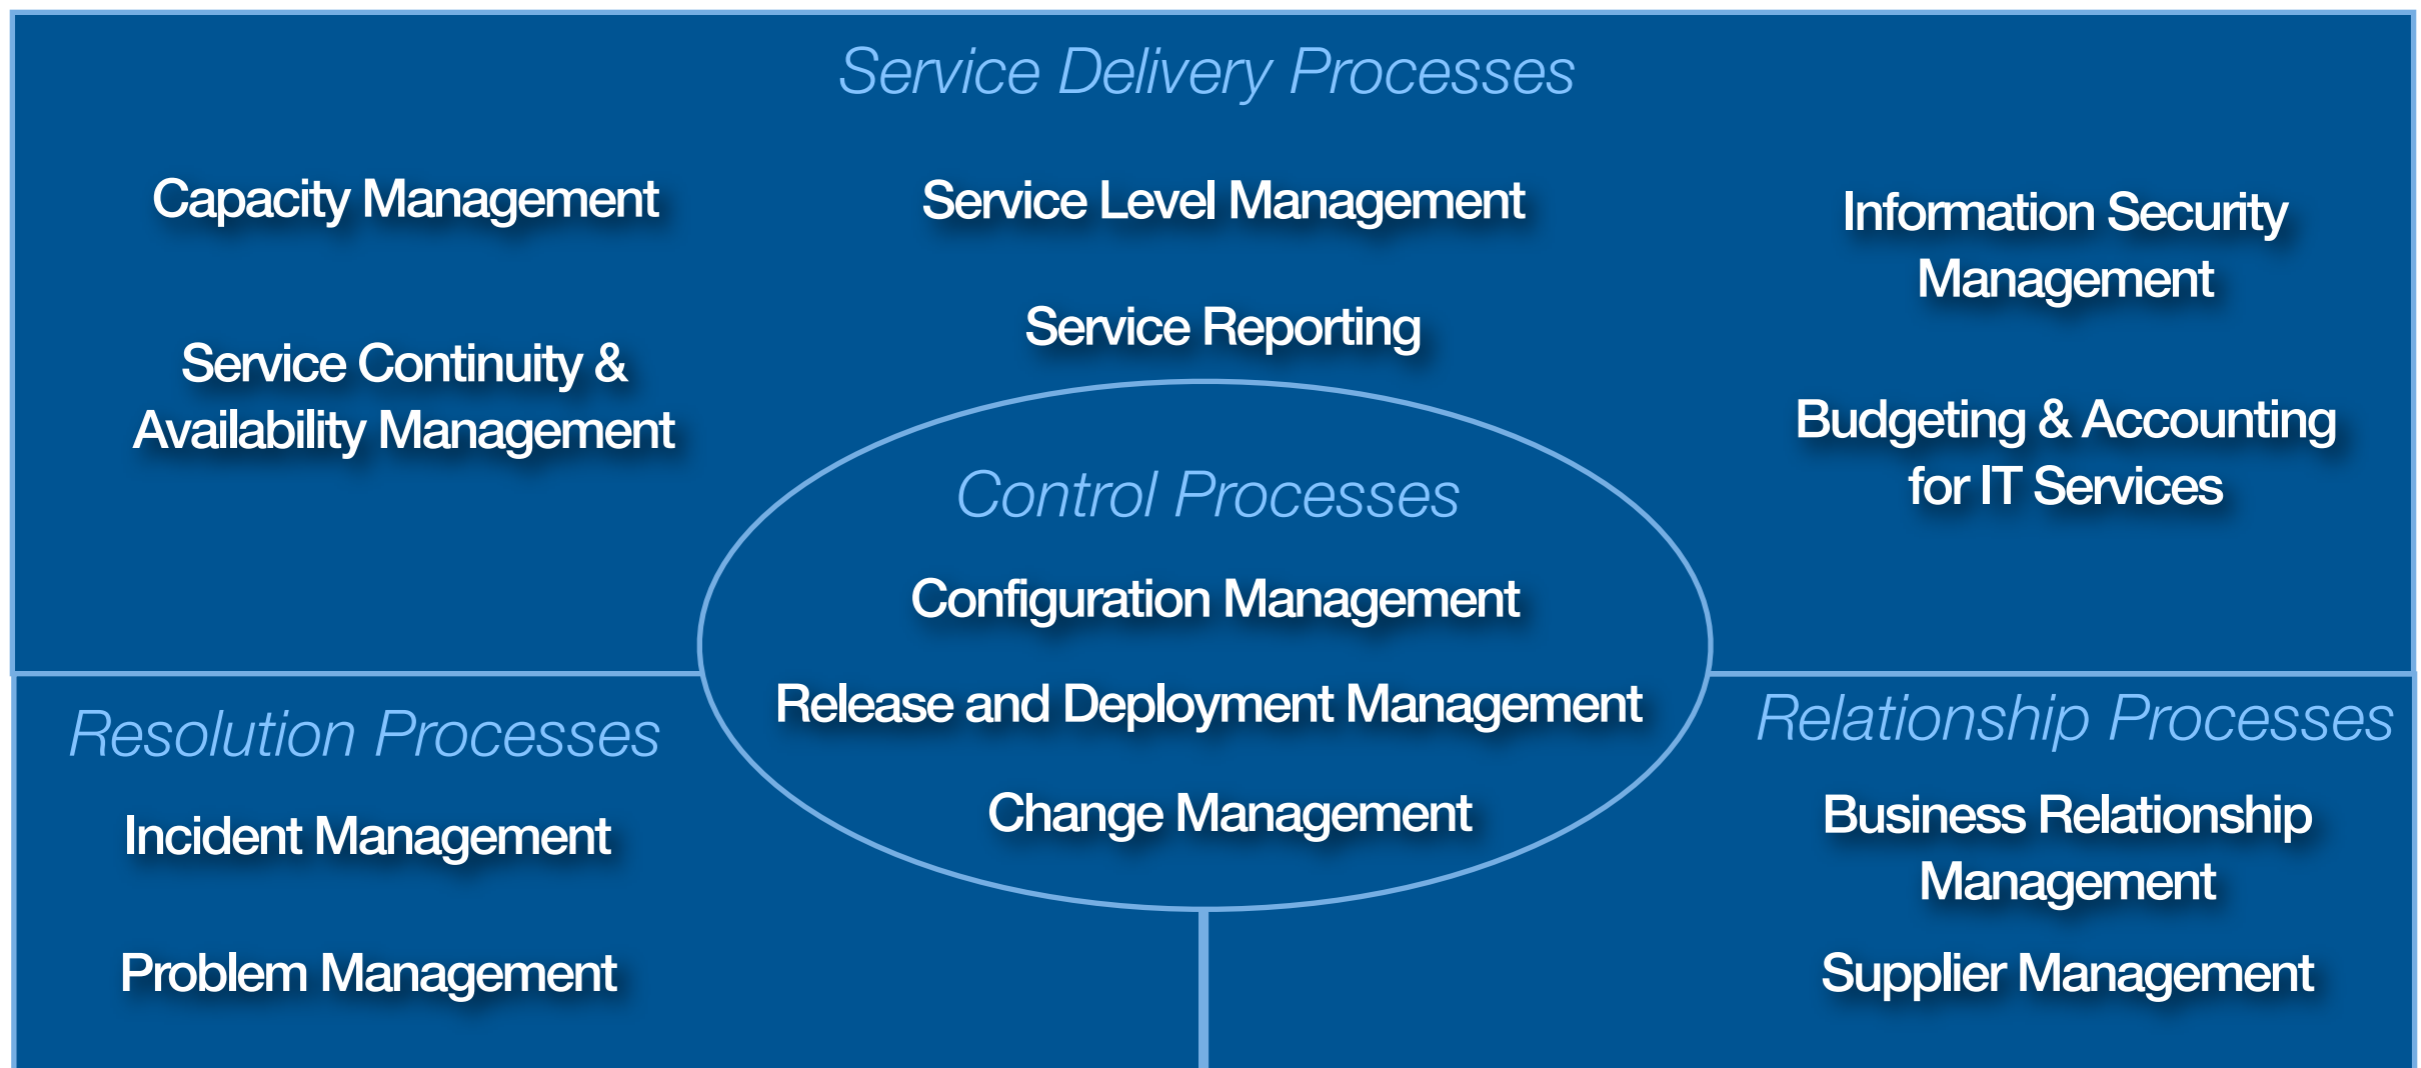 Service Delivery Processes
Capacity Management
Service Continuity &
Availability Management
Service Level Management
Service Reporting
Information Security
Management
Budgeting & Accounting
for IT Services
Control Processes
Configuration Management
Release and Deployment Management
Change Management
Resolution Processes
Incident Management
Problem Management
Relationship Processes
Business Relationship
Management
Supplier Management